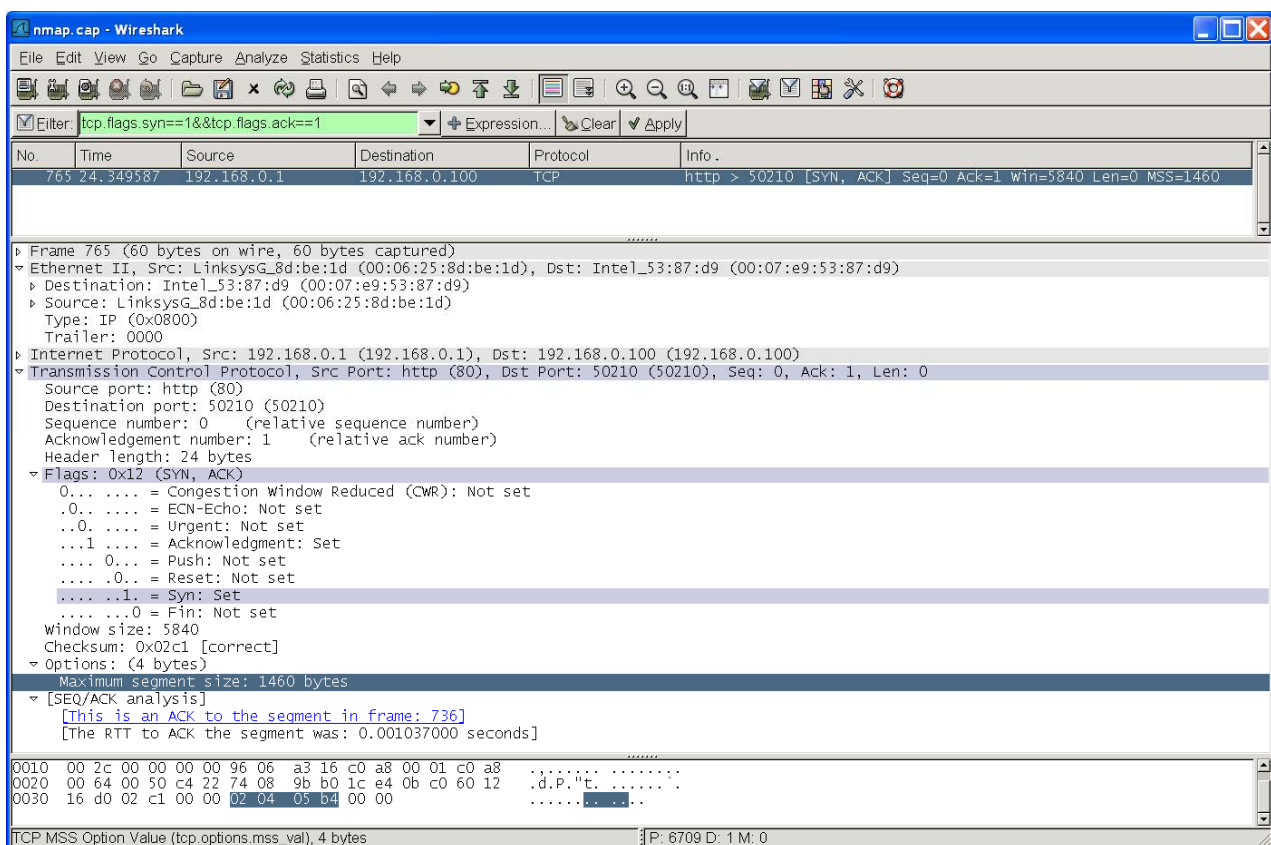 nmap.cap - Wireshark
File Edit View Go Capture Analyze Statistics Help
Filter: tcp.flags.syn==1&&tcp.flags.ack==1 Expression... Clear Apply
No. Time Source Destination Protocol Info .
765 24.349587 192.168.0.1 192.168.0.100 TCP http > 50210 [SYN, ACK] Seq=0 Ack=1 Win=5840 Len=0 MSS=1460
Frame 765 (60 bytes on wire, 60 bytes captured)
Ethernet II, Src: LinksysG_8d:be:1d (00:06:25:8d:be:1d), Dst: Intel_53:87:d9 (00:07:e9:53:87:d9)
Destination: Intel_53:87:d9 (00:07:e9:53:87:d9)
Source: LinksysG_8d:be:1d (00:06:25:8d:be:1d)
Type: IP (0x0800)
Trailer: 0000
Internet Protocol, Src: 192.168.0.1 (192.168.0.1), Dst: 192.168.0.100 (192.168.0.100)
Transmission Control Protocol, Src Port: http (80), Dst Port: 50210 (50210), Seq: 0, Ack: 1, Len: 0
Source port: http (80)
Destination port: 50210 (50210)
Sequence number: 0 (relative sequence number)
Acknowledgement number: 1 (relative ack number)
Header length: 24 bytes
Flags: 0x12 (SYN, ACK)
0... .... = Congestion Window Reduced (CWR): Not set
.0.. .... = ECN-Echo: Not set
..0. .... = Urgent: Not set
...1 .... = Acknowledgment: Set
.... 0... = Push: Not set
.... .0.. = Reset: Not set
.... ..1. = Syn: Set
.... ...0 = Fin: Not set
Window size: 5840
Checksum: 0x02c1 [correct]
Options: (4 bytes)
Maximum segment size: 1460 bytes
[SEQ/ACK analysis]
[This is an ACK to the segment in frame: 736]
[The RTT to ACK the segment was: 0.001037000 seconds]
0010 00 2c 00 00 00 00 96 06 a3 16 c0 a8 00 01 c0 a8 .,...... ........
0020 00 64 00 50 c4 22 74 08 9b b0 1c e4 0b c0 60 12 .d.P."t. ......`.
0030 16 d0 02 c1 00 00 02 04 05 b4 00 00 ........ ....
TCP MSS Option Value (tcp.options.mss_val), 4 bytes P: 6709 D: 1 M: 0